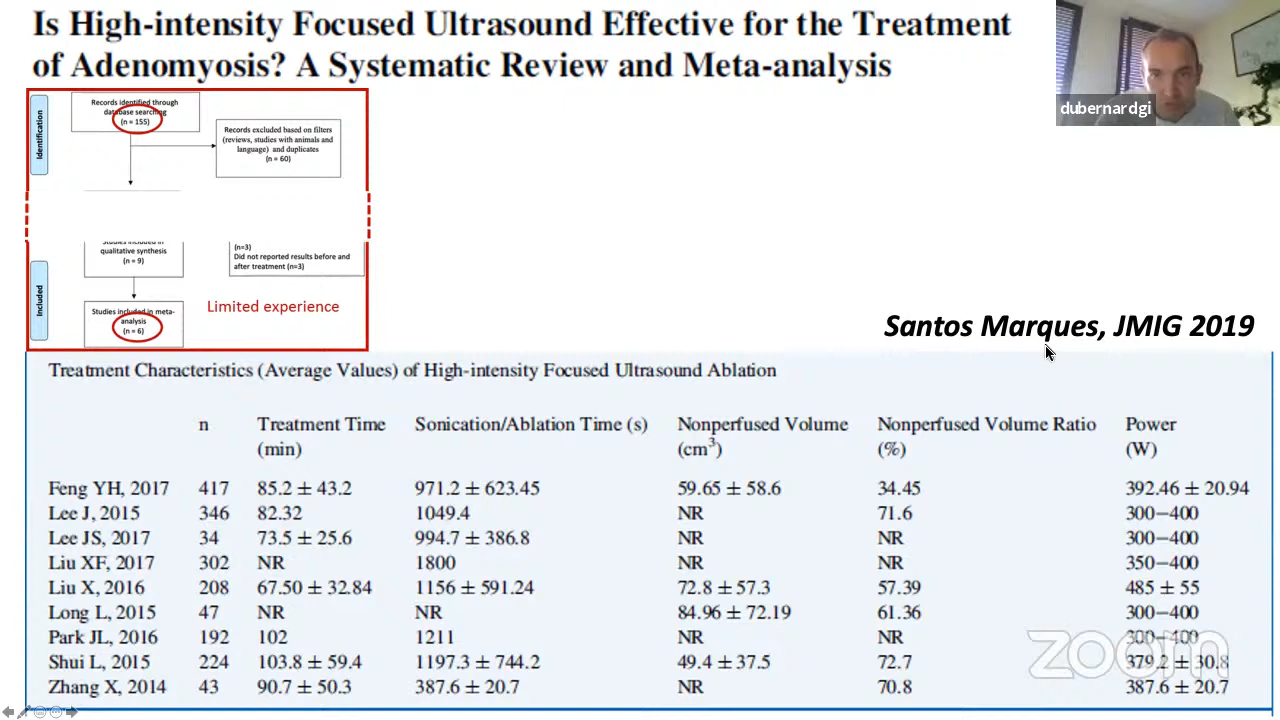 Is High-intensity Focused Ultrasound Effective for the Treatment
of Adenomyosis? A Systematic Review and Meta-analysis
dubernardgi
Identification
Records identified through
database searching
(n = 155)
Records excluded based on filters
(reviews, studies with animals and
language) and duplicates
(n = 60)
Studies included in
qualitative synthesis
(n = 9)
(n=3)
Did not reported results before and
after treatment (n=3)
Included
Studies included in meta-
analysis
(n = 6)
Limited experience
Santos Marques, JMIG 2019
Treatment Characteristics (Average Values) of High-intensity Focused Ultrasound Ablation
n Treatment Time Sonication/Ablation Time (s) Nonperfused Volume Nonperfused Volume Ratio Power
(min) (cm³) (%) (W)
Feng YH, 2017 417 85.2 ± 43.2 971.2 ± 623.45 59.65 ± 58.6 34.45 392.46 ± 20.94
Lee J, 2015 346 82.32 1049.4 NR 71.6 300–400
Lee JS, 2017 34 73.5 ± 25.6 994.7 ± 386.8 NR NR 300–400
Liu XF, 2017 302 NR 1800 NR NR 350–400
Liu X, 2016 208 67.50 ± 32.84 1156 ± 591.24 72.8 ± 57.3 57.39 485 ± 55
Long L, 2015 47 NR NR 84.96 ± 72.19 61.36 300–400
Park JL, 2016 192 102 1211 NR NR 300–400
Shui L, 2015 224 103.8 ± 59.4 1197.3 ± 744.2 49.4 ± 37.5 72.7 379.2 ± 30.8
Zhang X, 2014 43 90.7 ± 50.3 387.6 ± 20.7 NR 70.8 387.6 ± 20.7
zoom